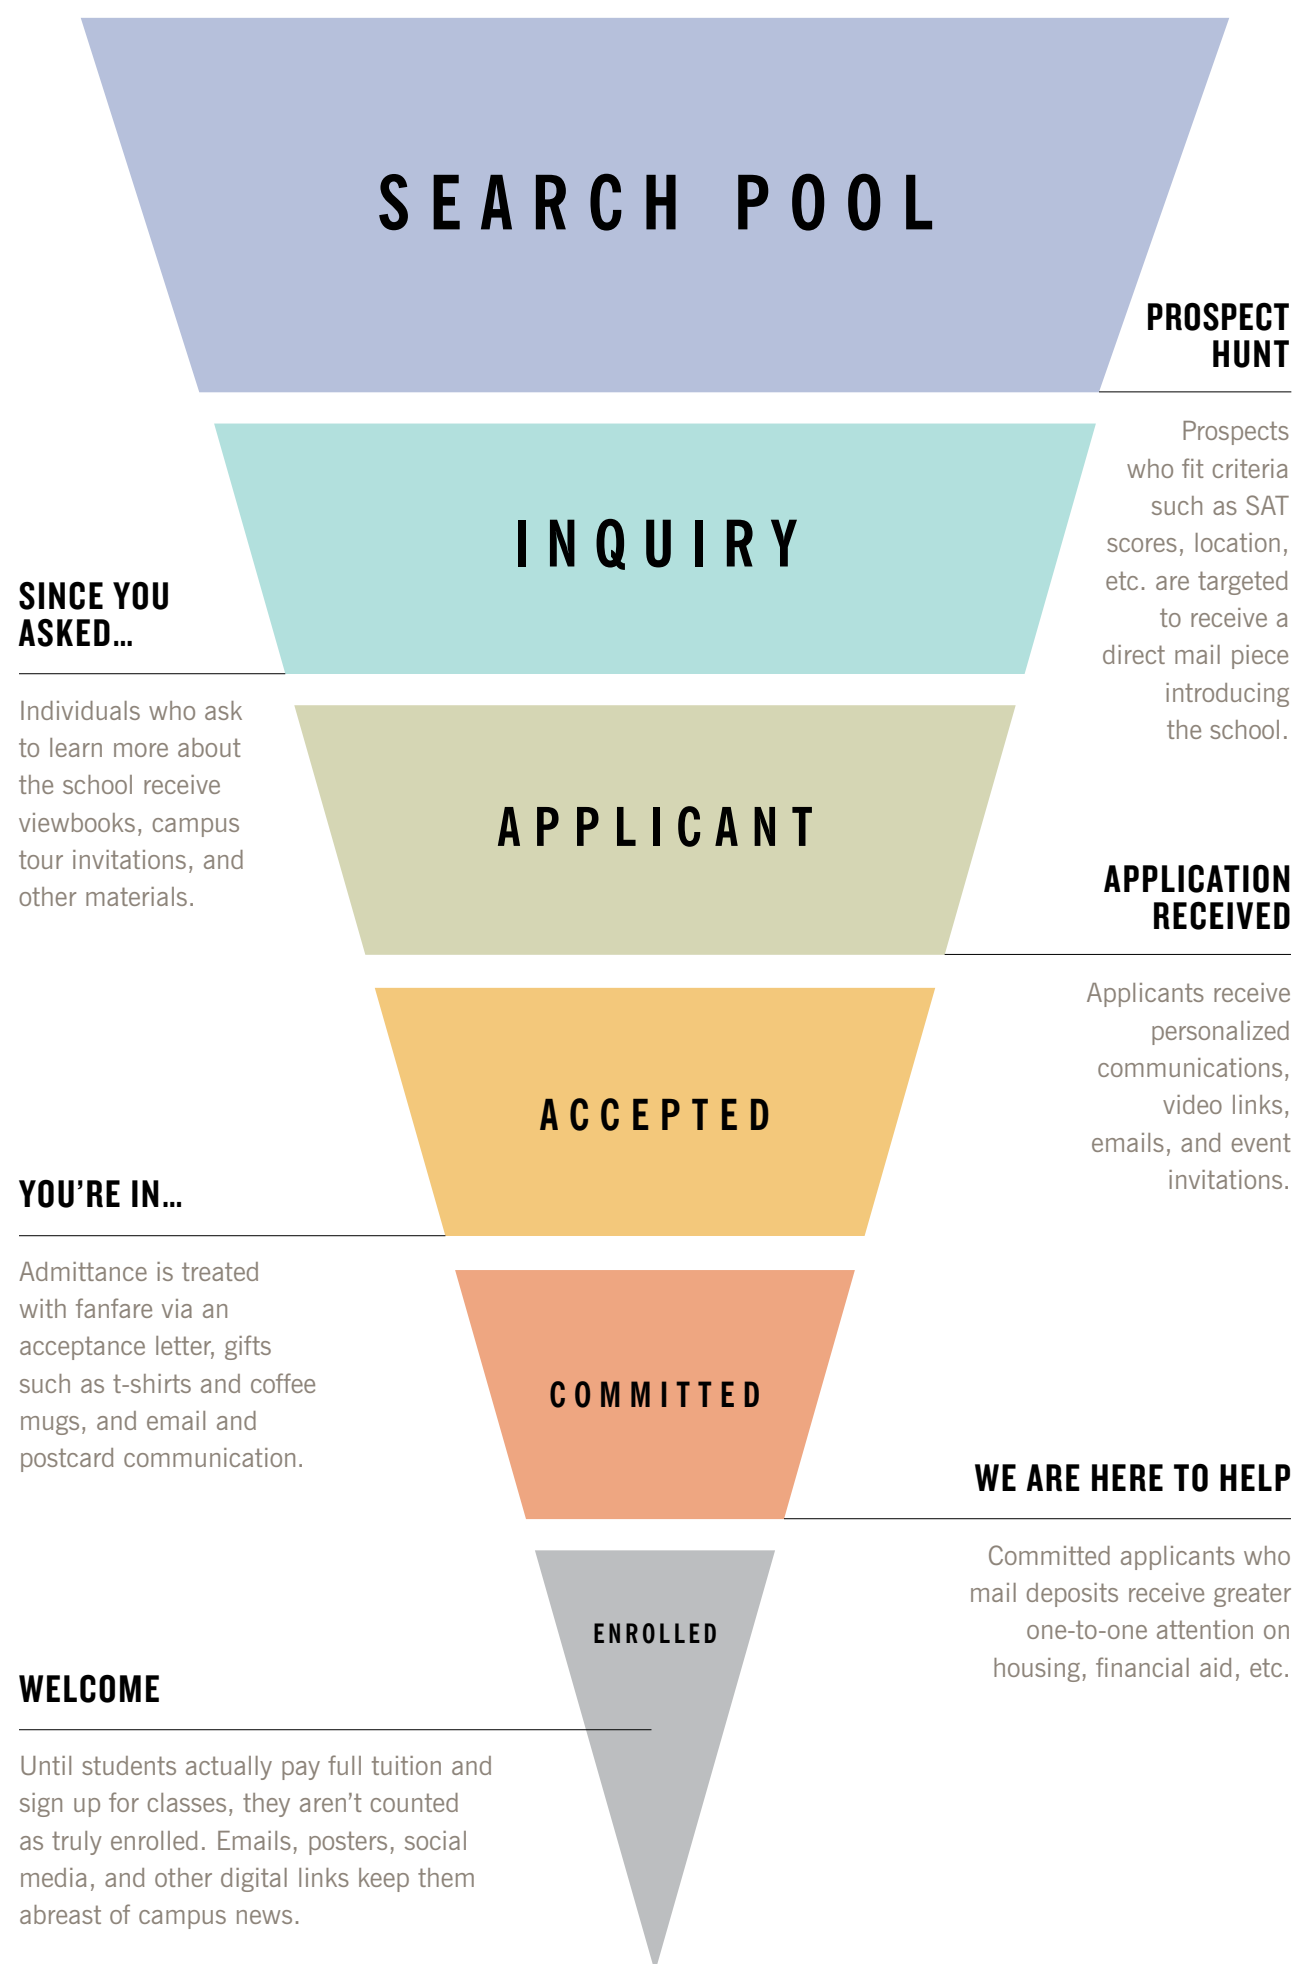 SEARCH POOL
PROSPECT
HUNT
Prospects
who fit criteria
such as SAT
scores, location,
etc. are targeted
to receive a
direct mail piece
introducing
the school.
INQUIRY
SINCE YOU
ASKED...
Individuals who ask
to learn more about
the school receive
viewbooks, campus
tour invitations, and
other materials.
APPLICANT
APPLICATION
RECEIVED
Applicants receive
personalized
communications,
video links,
emails, and event
invitations.
ACCEPTED
YOU’RE IN...
Admittance is treated
with fanfare via an
acceptance letter, gifts
such as t-shirts and coffee
mugs, and email and
postcard communication.
COMMITTED
WE ARE HERE TO HELP
Committed applicants who
mail deposits receive greater
one-to-one attention on
housing, financial aid, etc.
ENROLLED
WELCOME
Until students actually pay full tuition and
sign up for classes, they aren’t counted
as truly enrolled. Emails, posters, social
media, and other digital links keep them
abreast of campus news.